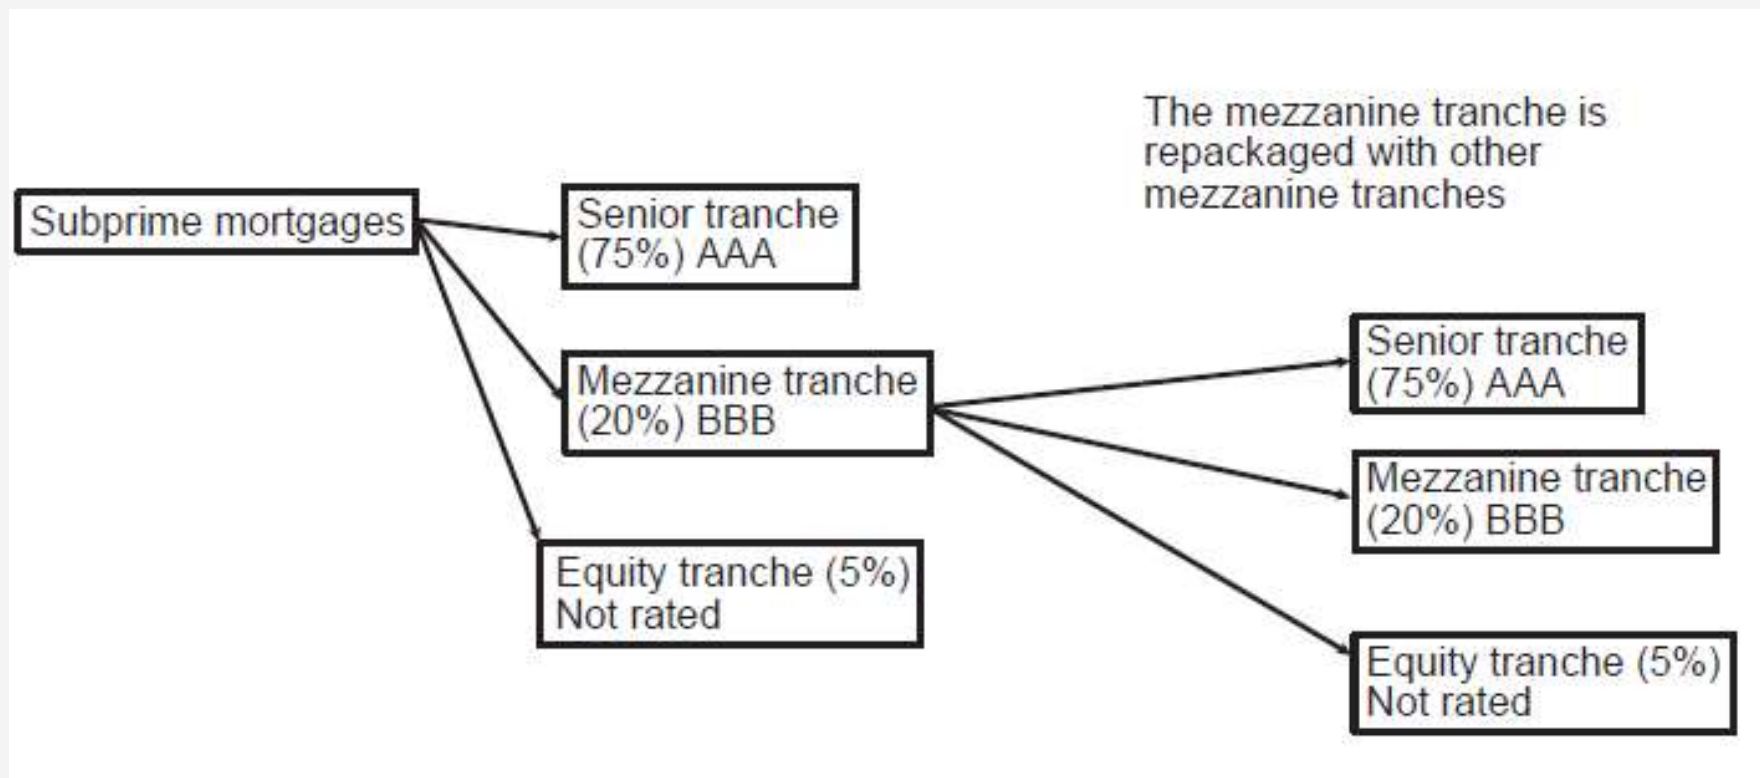 The mezzanine tranche is
repackaged with other
mezzanine tranches
Subprime mortgages
Senior tranche
(75%) AAA
Mezzanine tranche
(20%) BBB
Equity tranche (5%)
Not rated
Senior tranche
(75%) AAA
Mezzanine tranche
(20%) BBB
Equity tranche (5%)
Not rated